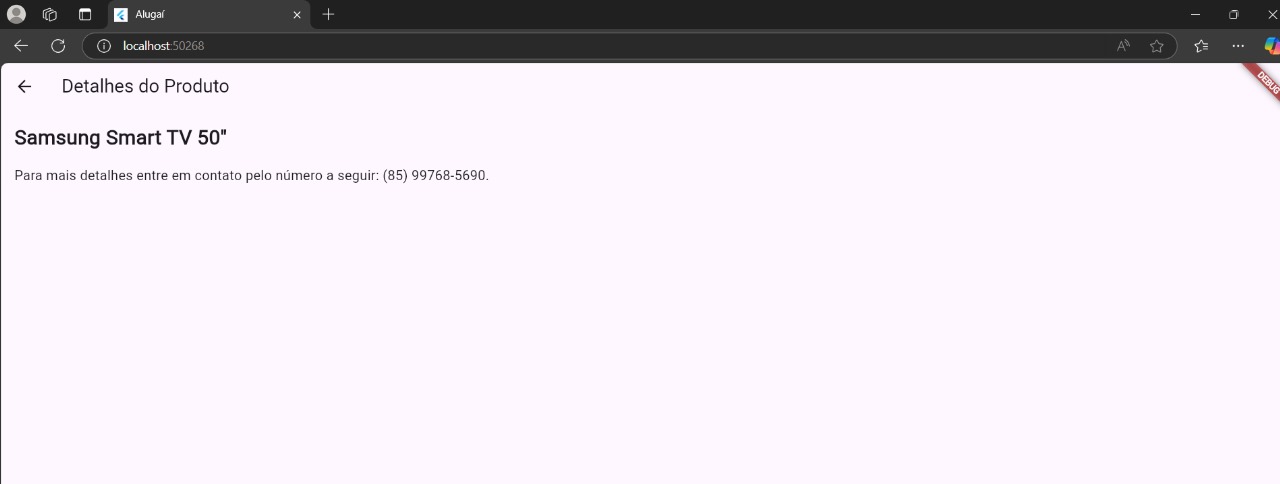 Alugaí
localhost:50268
Detalhes do Produto
DEBUG
Samsung Smart TV 50"
Para mais detalhes entre em contato pelo número a seguir: (85) 99768-5690.